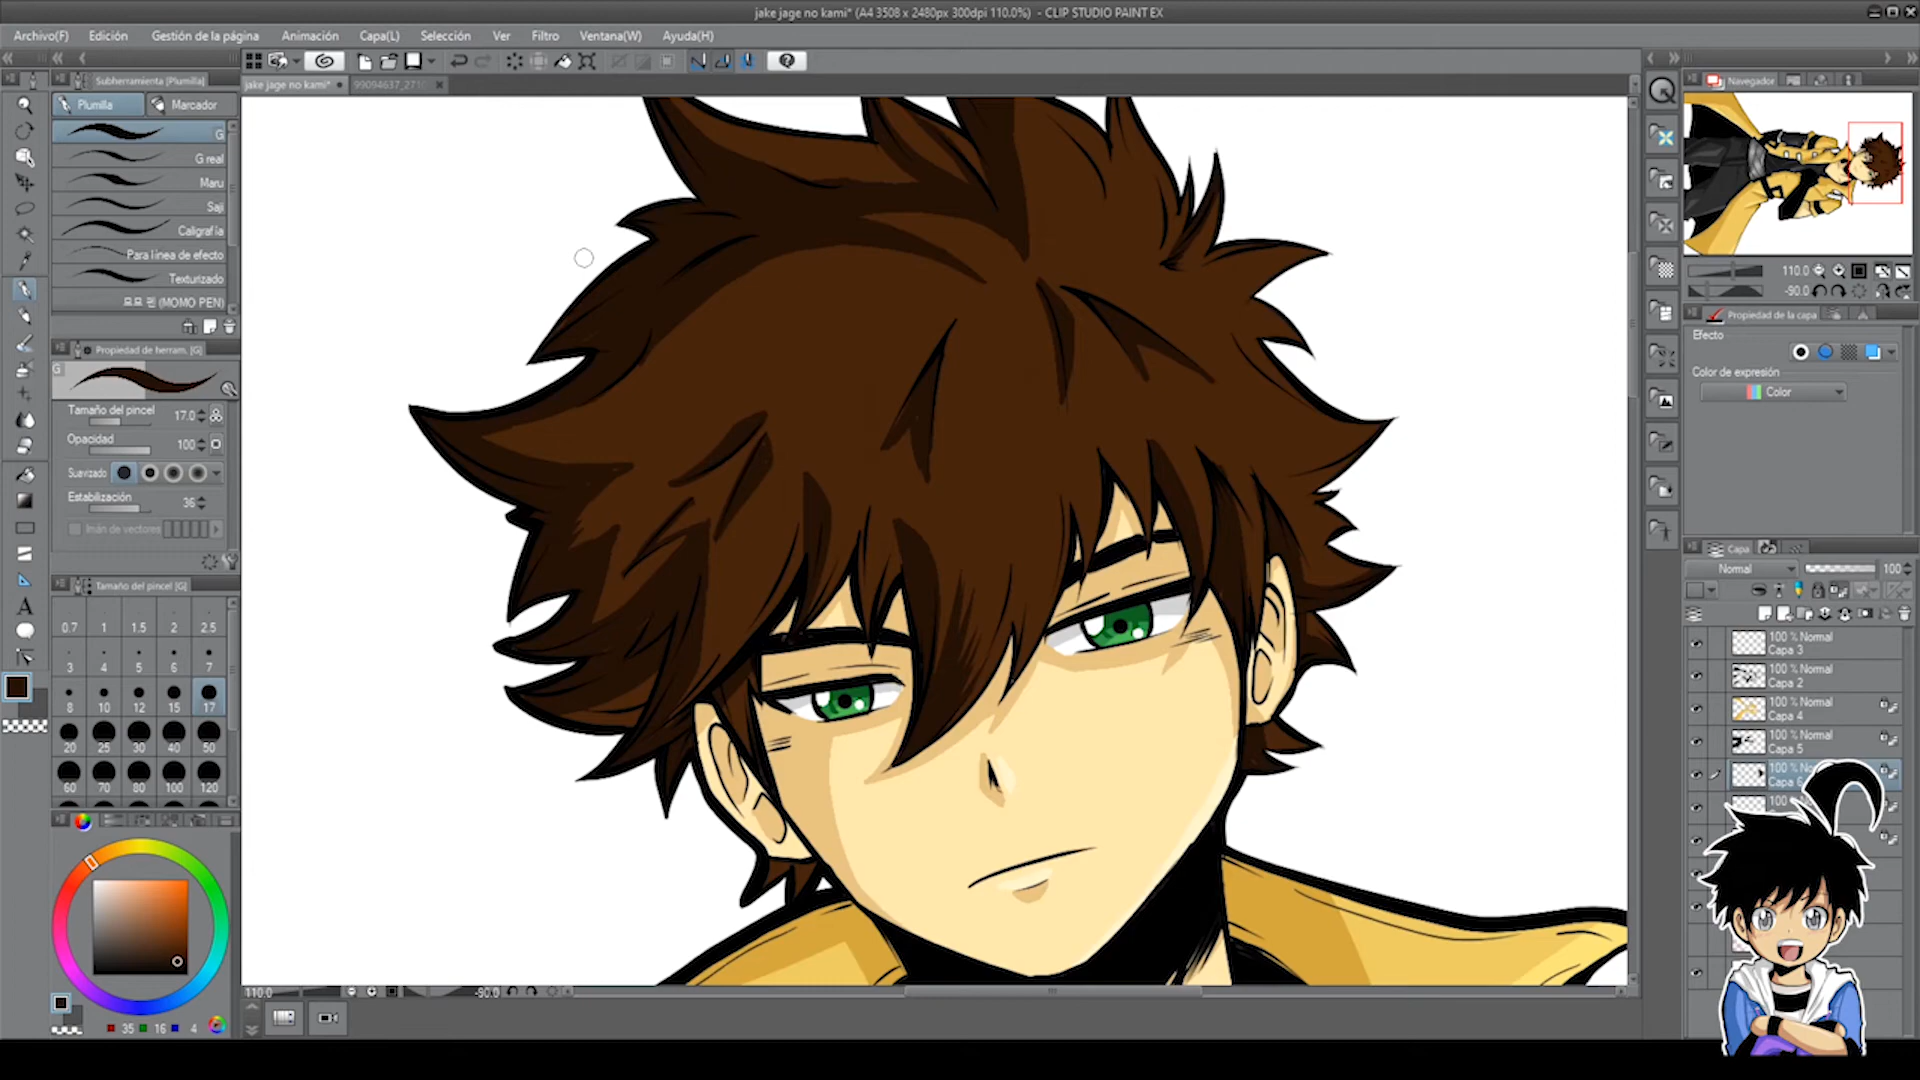 jake jage no kami* (A4 3508 x 2480px 300dpi 110.0%)  - CLIP STUDIO PAINT EX
Archivo(F) Edición Gestión de la página Animación Capa(L) Selección Ver Filtro Ventana(W) Ayuda(H)
Subherramienta [Plumilla]
jake jage no kami*
Navegador
Plumilla Marcador
G
G real
Maru
Saji
Caligrafía
Para línea de efecto
Texturizado
모모 펜 (MOMO PEN)
110.0
-90.0
Propiedad de la capa
Efecto
Color de expresión
Color
Propiedad de herram. [G]
G
Tamaño del pincel 17.0
Opacidad 100
Suavizado
Estabilización 36
Imán de vectores
Capa
Normal 100
Tamaño del pincel [G]
0.7 1 1.5 2 2.5
3 4 5 6 7
8 10 12 15 17
20 25 30 40 50
60 70 80 100 120
100 % Normal
Capa 3
100 % Normal
Capa 2
100 % Normal
Capa 4
100 % Normal
Capa 5
100 %
Capa
100
110.0 -90.0
35 16 4